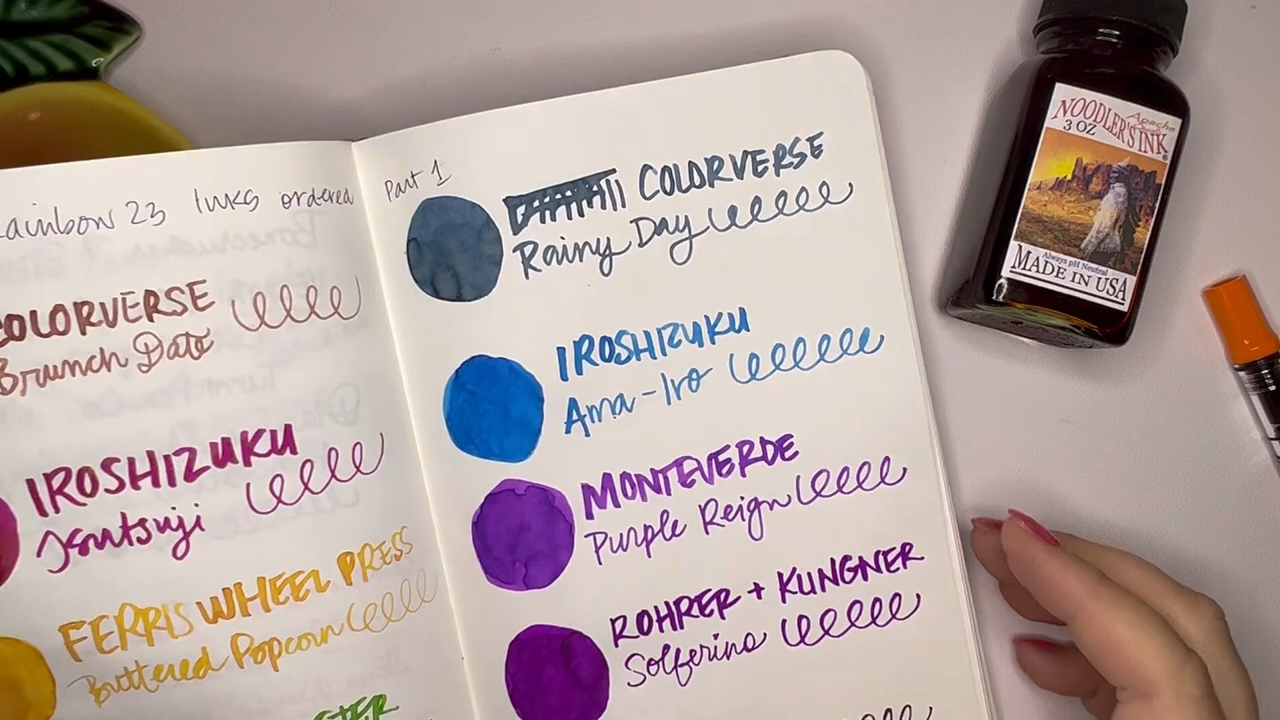 Rainbow 23 Inks ordered
COLORVERSE
Brunch Date
IROSHIZUKU
Tsutsuji
FERRIS WHEEL PRESS
Buttered Popcorn
Part 1
COLORVERSE
Rainy Day
IROSHIZUKU
Ama-Iro
MONTEVERDE
Purple Reign
ROHRER + KLINGNER
Solferino
Apache
NOODLER'S INK
3 OZ
Always pH Neutral
MADE IN USA